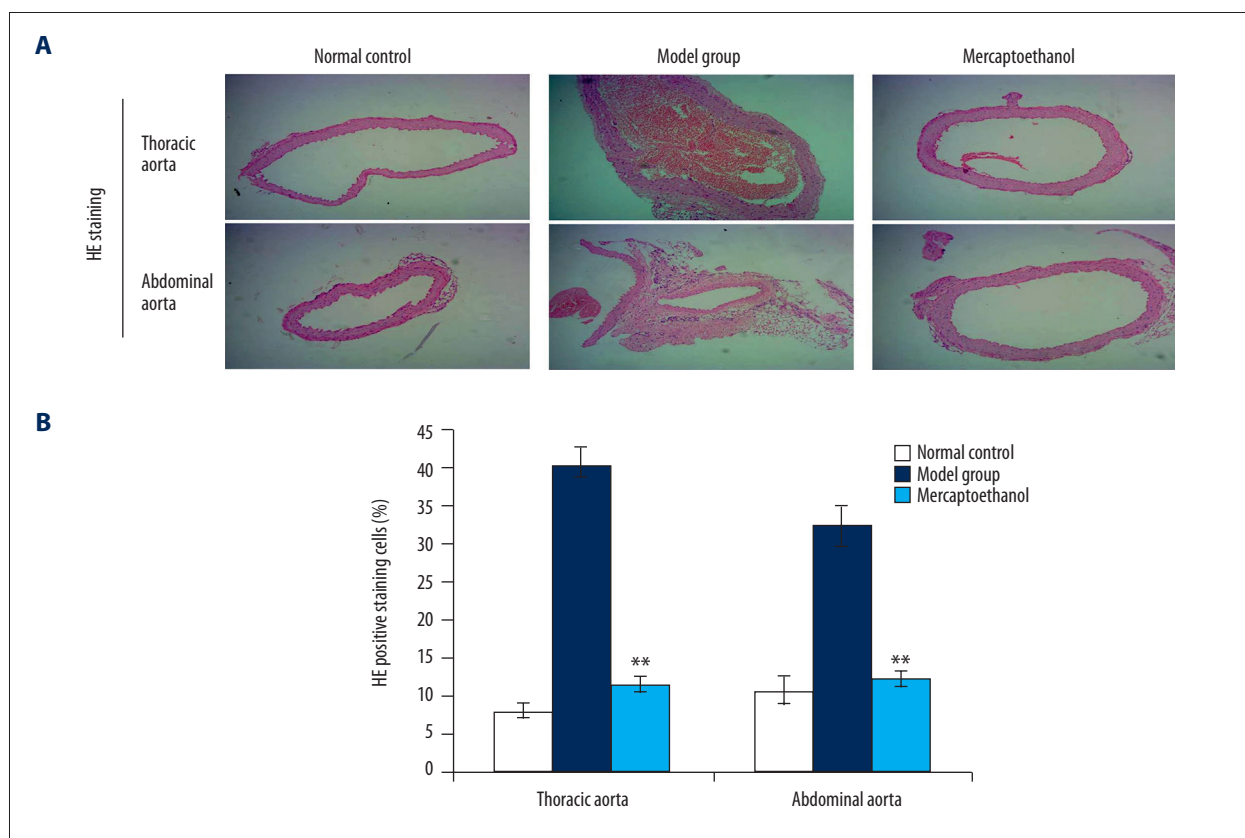 A
Normal control
Model group
Mercaptoethanol
HE staining
Thoracic
aorta
Abdominal
aorta
B
HE positive staining cells (%)
45
40
35
30
25
20
15
10
5
0
Normal control
Model group
Mercaptoethanol
**
**
Thoracic aorta
Abdominal aorta